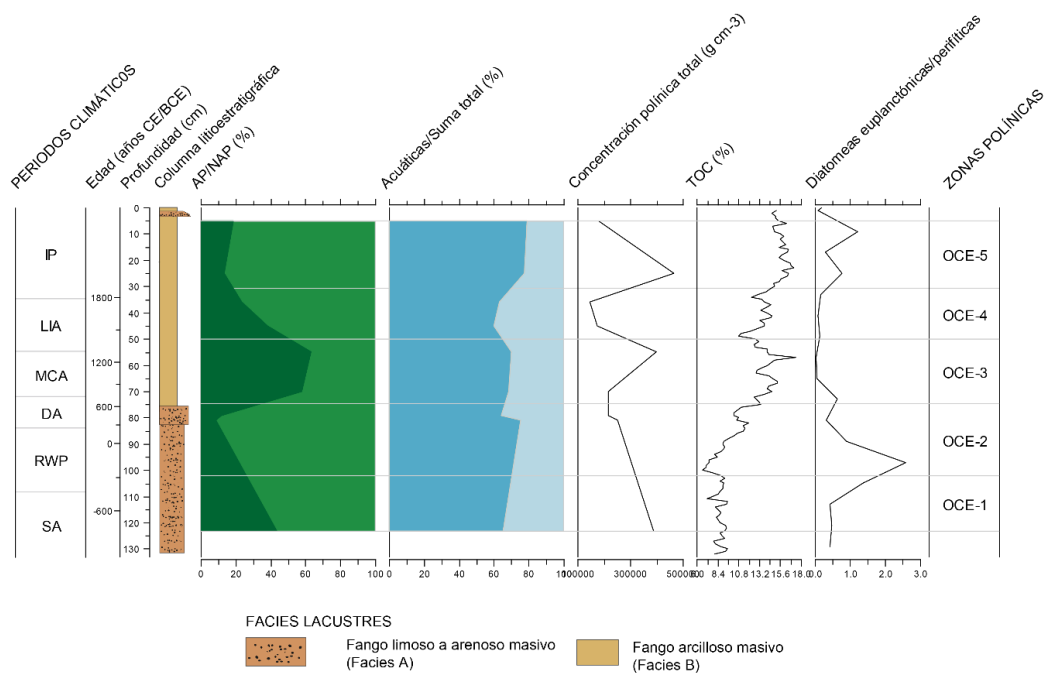 PERIODOS CLIMÁTICOS
Edad (años CE/BCE)
Profundidad (cm)
Columna litioestratigráfica
AP/NAP (%)
Acuáticas/Suma total (%)
Concentración polínica total (g cm-3)
TOC (%)
Diatomeas euplanctónicas/perifíticas
ZONAS POLÍNICAS
IP
LIA
MCA
DA
RWP
SA
1800
1200
600
0
-600
0
10
20
30
40
50
60
70
80
90
100
110
120
130
OCE-5
OCE-4
OCE-3
OCE-2
OCE-1
0 20 40 60 80 100
0 20 40 60 80 100
100000 300000 500000
6.0 8.4 10.8 13.2 15.6 18.0
0.0 1.0 2.0 3.0
FACIES LACUSTRES
Fango limoso a arenoso masivo
(Facies A)
Fango arcilloso masivo
(Facies B)